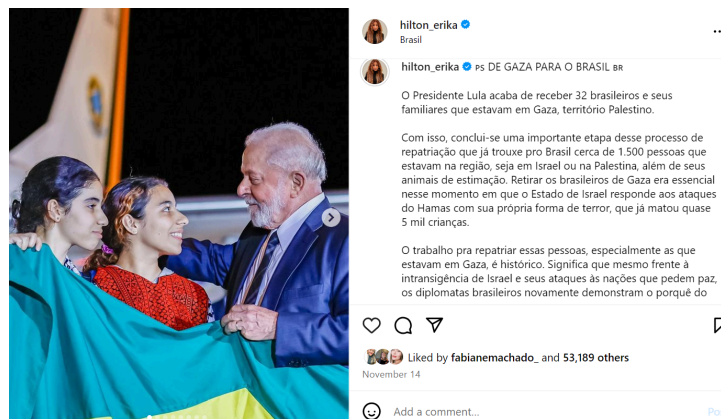 hilton_erika
Brasil
hilton_erika PS DE GAZA PARA O BRASIL BR
O Presidente Lula acaba de receber 32 brasileiros e seus
familiares que estavam em Gaza, território Palestino.
Com isso, conclui-se uma importante etapa desse processo de
repatriação que já trouxe pro Brasil cerca de 1.500 pessoas que
estavam na região, seja em Israel ou na Palestina, além de seus
animais de estimação. Retirar os brasileiros de Gaza era essencial
nesse momento em que o Estado de Israel responde aos ataques
do Hamas com sua própria forma de terror, que já matou quase
5 mil crianças.
O trabalho pra repatriar essas pessoas, especialmente as que
estavam em Gaza, é histórico. Significa que mesmo frente à
intransigência de Israel e seus ataques às nações que pedem paz,
os diplomatas brasileiros novamente demonstram o porquê do
Liked by fabianemachado_ and 53,189 others
November 14
Add a comment...
Po